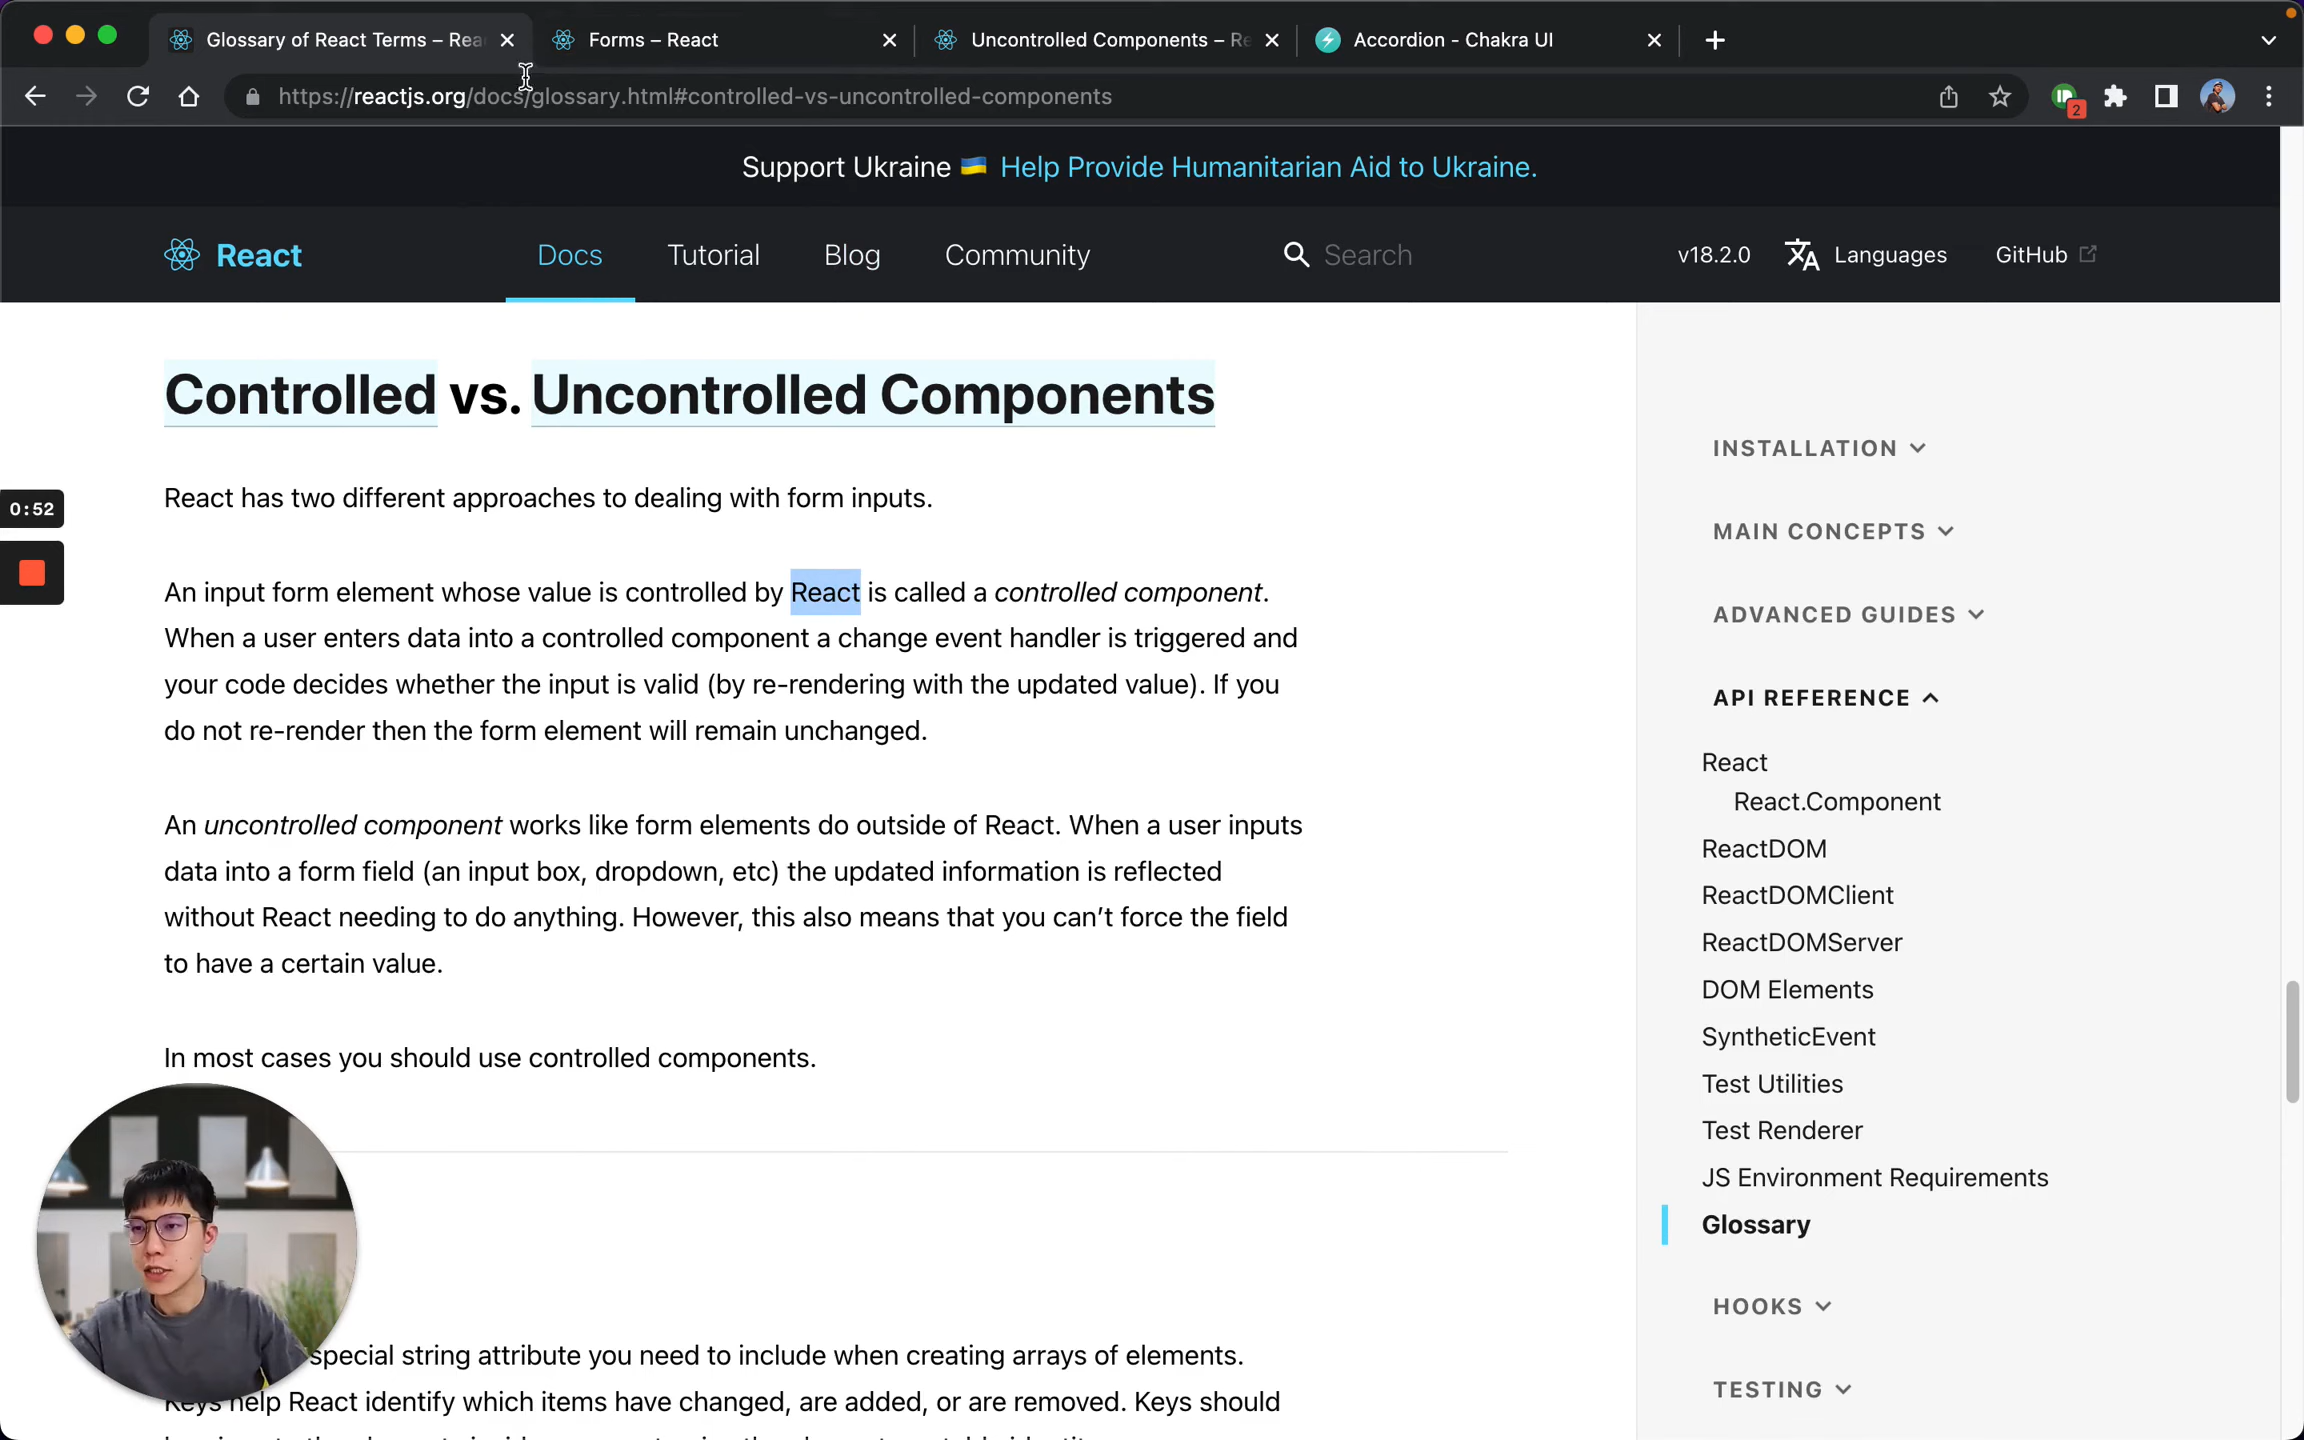 Glossary of React Terms – Rea
Forms – React
Uncontrolled Components – Re
Accordion - Chakra UI
https://reactjs.org/docs/glossary.html#controlled-vs-uncontrolled-components
2
Support Ukraine 🇺🇦 Help Provide Humanitarian Aid to Ukraine.
React
Docs
Tutorial
Blog
Community
Search
v18.2.0
Languages
GitHub
Controlled vs. Uncontrolled Components
React has two different approaches to dealing with form inputs.
0:52
An input form element whose value is controlled by React is called a controlled component.
When a user enters data into a controlled component a change event handler is triggered and
your code decides whether the input is valid (by re-rendering with the updated value). If you
do not re-render then the form element will remain unchanged.
An uncontrolled component works like form elements do outside of React. When a user inputs
data into a form field (an input box, dropdown, etc) the updated information is reflected
without React needing to do anything. However, this also means that you can't force the field
to have a certain value.
In most cases you should use controlled components.
special string attribute you need to include when creating arrays of elements.
Keys help React identify which items have changed, are added, or are removed. Keys should
INSTALLATION
MAIN CONCEPTS
ADVANCED GUIDES
API REFERENCE
React
React.Component
ReactDOM
ReactDOMClient
ReactDOMServer
DOM Elements
SyntheticEvent
Test Utilities
Test Renderer
JS Environment Requirements
Glossary
HOOKS
TESTING